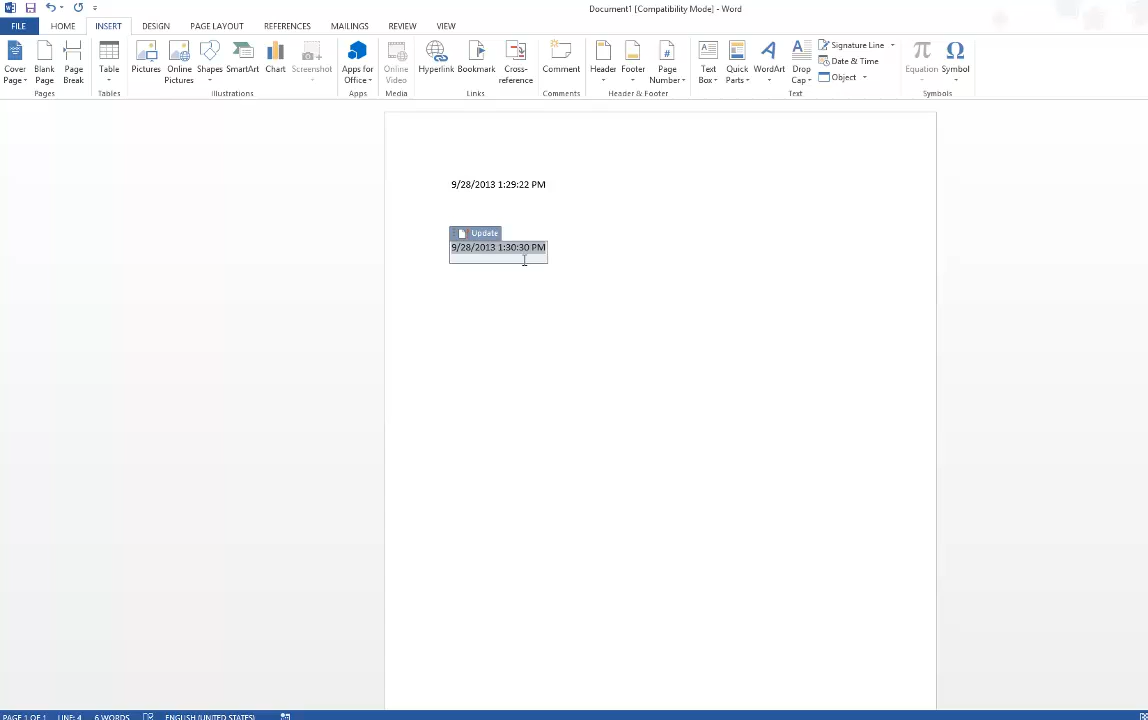 Document1 [Compatibility Mode] - Word
FILE HOME INSERT DESIGN PAGE LAYOUT REFERENCES MAILINGS REVIEW VIEW
Cover Page
Blank Page
Page Break
Pages
Table
Tables
Pictures
Online Pictures
Shapes
SmartArt
Chart
Screenshot
Illustrations
Apps for Office
Apps
Online Video
Media
Hyperlink
Bookmark
Cross-reference
Links
Comment
Comments
Header
Footer
Page Number
Header & Footer
Text Box
Quick Parts
WordArt
Drop Cap
Signature Line
Date & Time
Object
Text
Equation
Symbol
Symbols
9/28/2013 1:29:22 PM
Update
9/28/2013 1:30:30 PM
PAGE 1 OF 1 LINE: 4 6 WORDS ENGLISH (UNITED STATES)